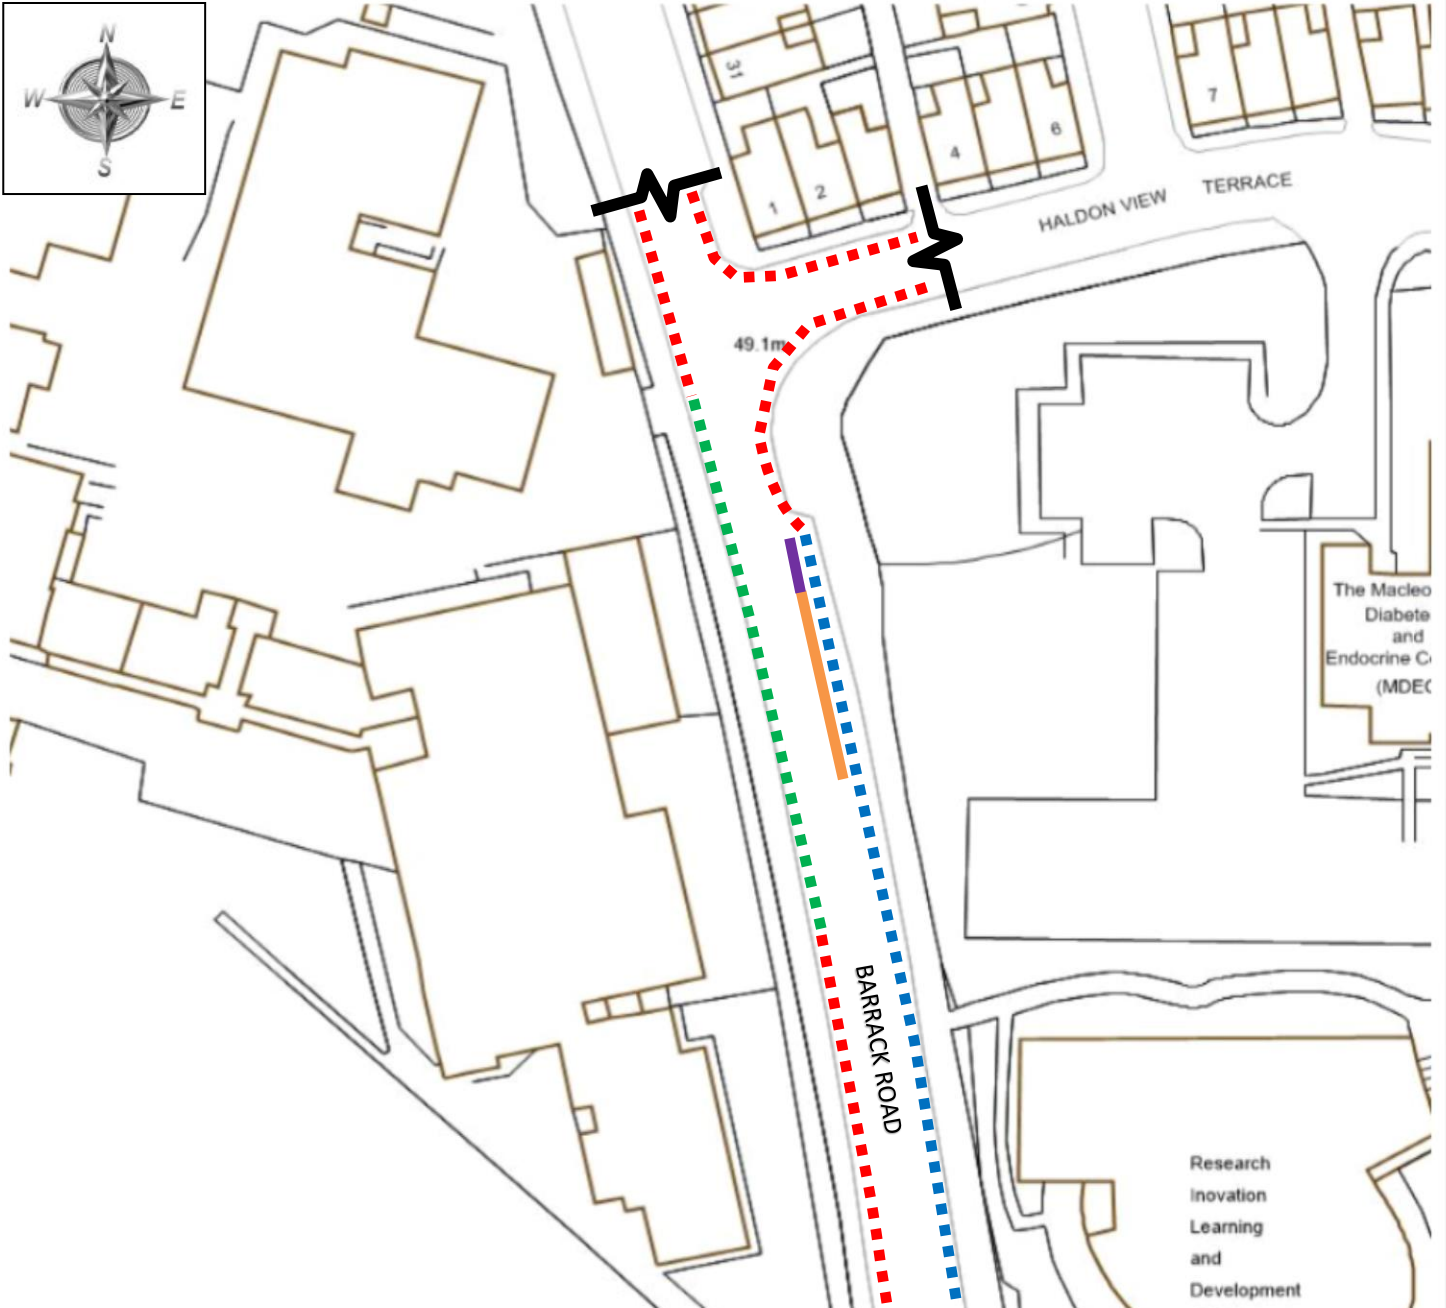 N
W E
S
31
1
2
4
6
7
HALDON VIEW TERRACE
49.1m
The Macleo
Diabete
and
Endocrine C
(MDEC
BARRACK ROAD
Research
Inovation
Learning
and
Development